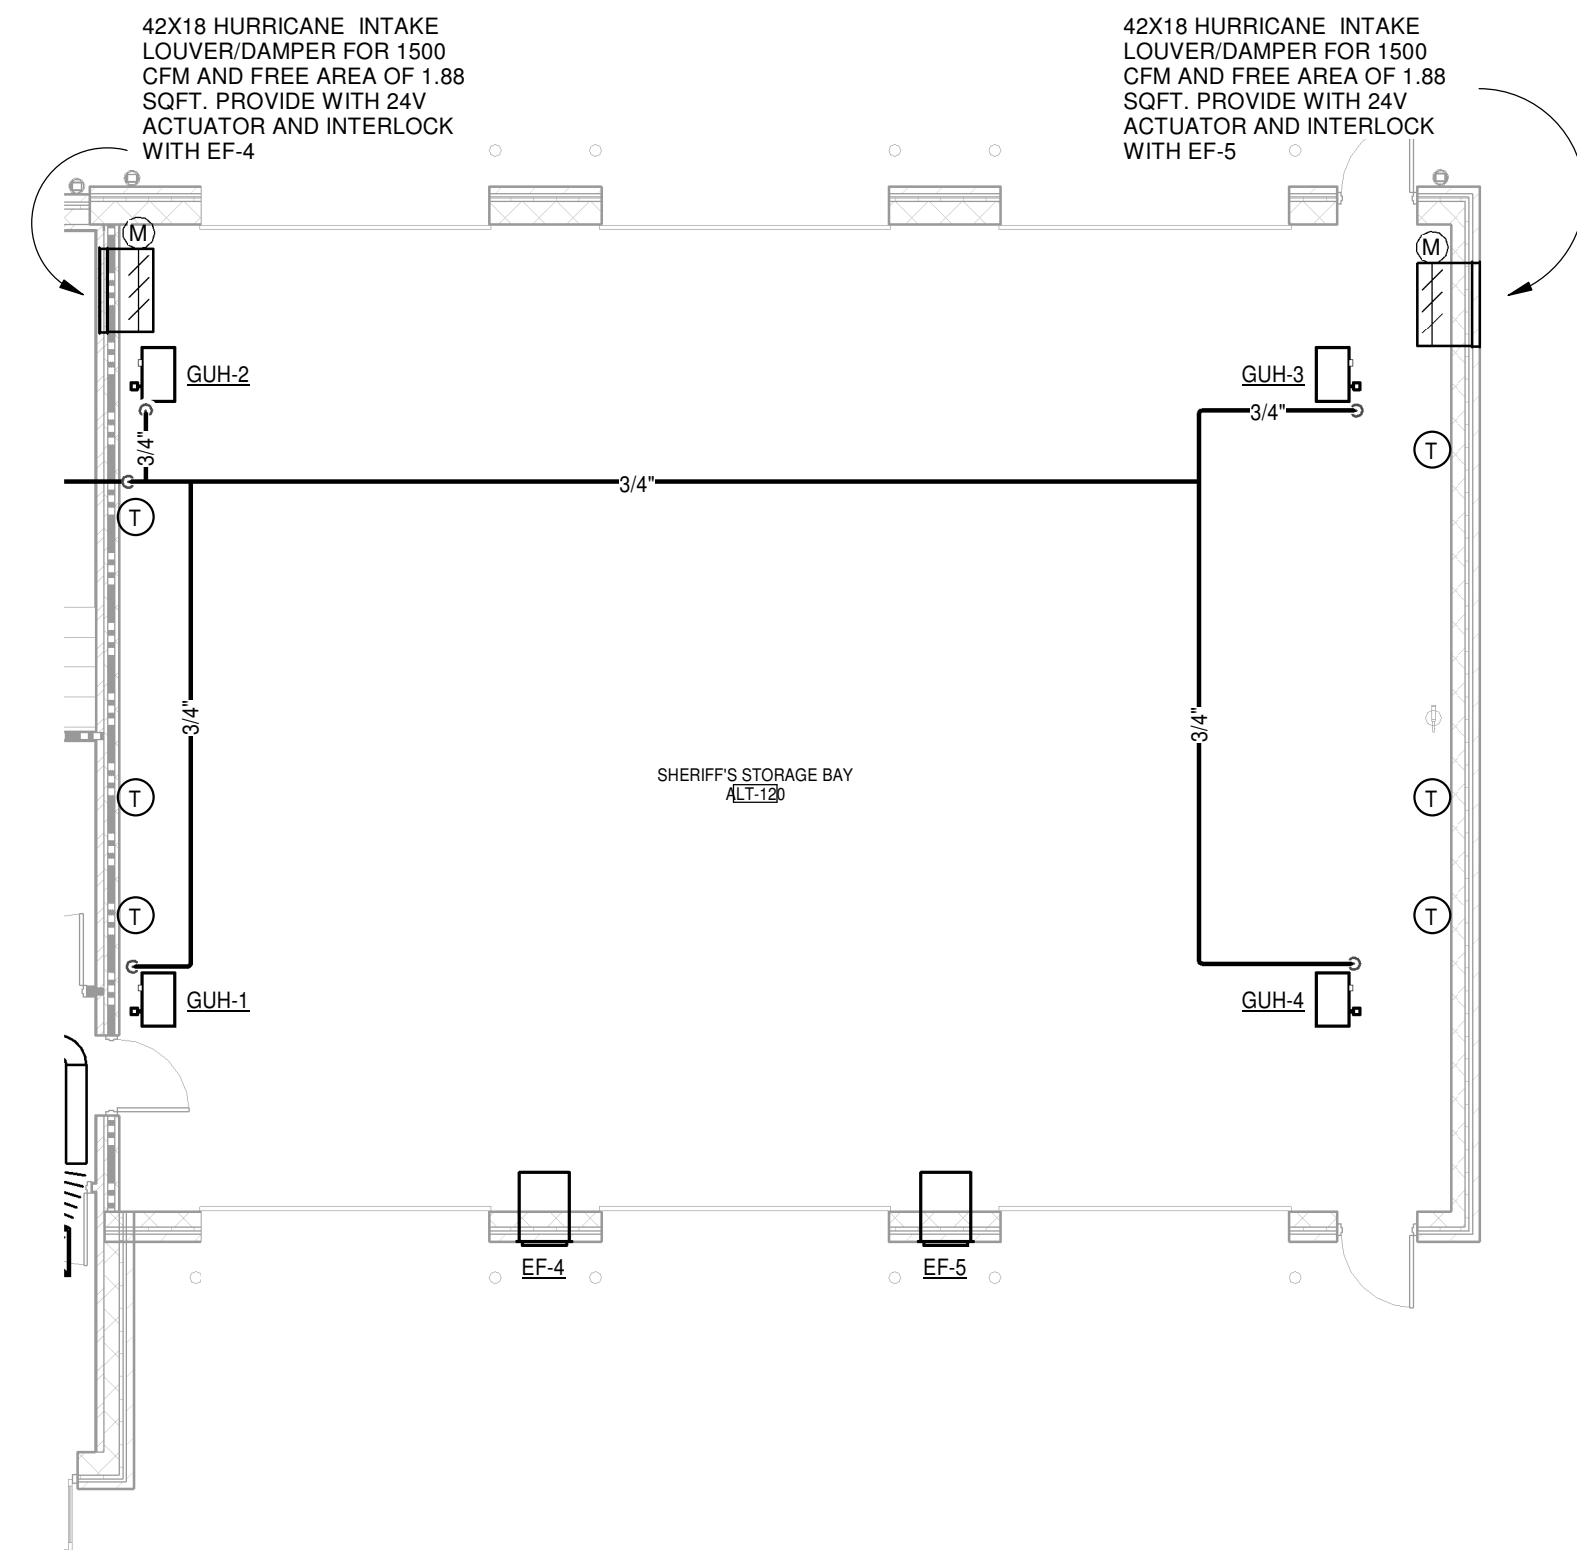 42X18 HURRICANE  INTAKE
LOUVER/DAMPER FOR 1500
CFM AND FREE AREA OF 1.88
SQFT. PROVIDE WITH 24V
ACTUATOR AND INTERLOCK
WITH EF-4
42X18 HURRICANE  INTAKE
LOUVER/DAMPER FOR 1500
CFM AND FREE AREA OF 1.88
SQFT. PROVIDE WITH 24V
ACTUATOR AND INTERLOCK
WITH EF-5
M
M
GUH-2
GUH-3
3/4"
3/4"
T
3/4"
T
3/4"
3/4"
SHERIFF'S STORAGE BAY
ALT-120
T
T
T
T
GUH-1
GUH-4
EF-4
EF-5